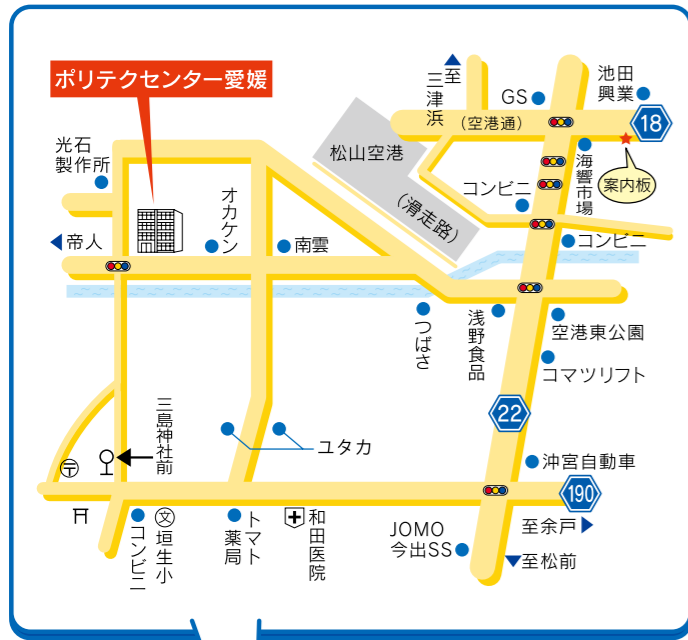 ポリテクセンター愛媛
至
三津浜
GS
池田
興業
(空港通)
18
案内板
海響市場
光石
製作所
松山空港
(滑走路)
コンビニ
コンビニ
オカケン
帝人
南雲
つばさ
浅野食品
空港東公園
コマツリフト
22
三島神社前
ユタカ
沖宮自動車
190
至余戸
至松前
JOMO
今出SS
コンビニ
文
垣生小
トマト
薬局
和田医院